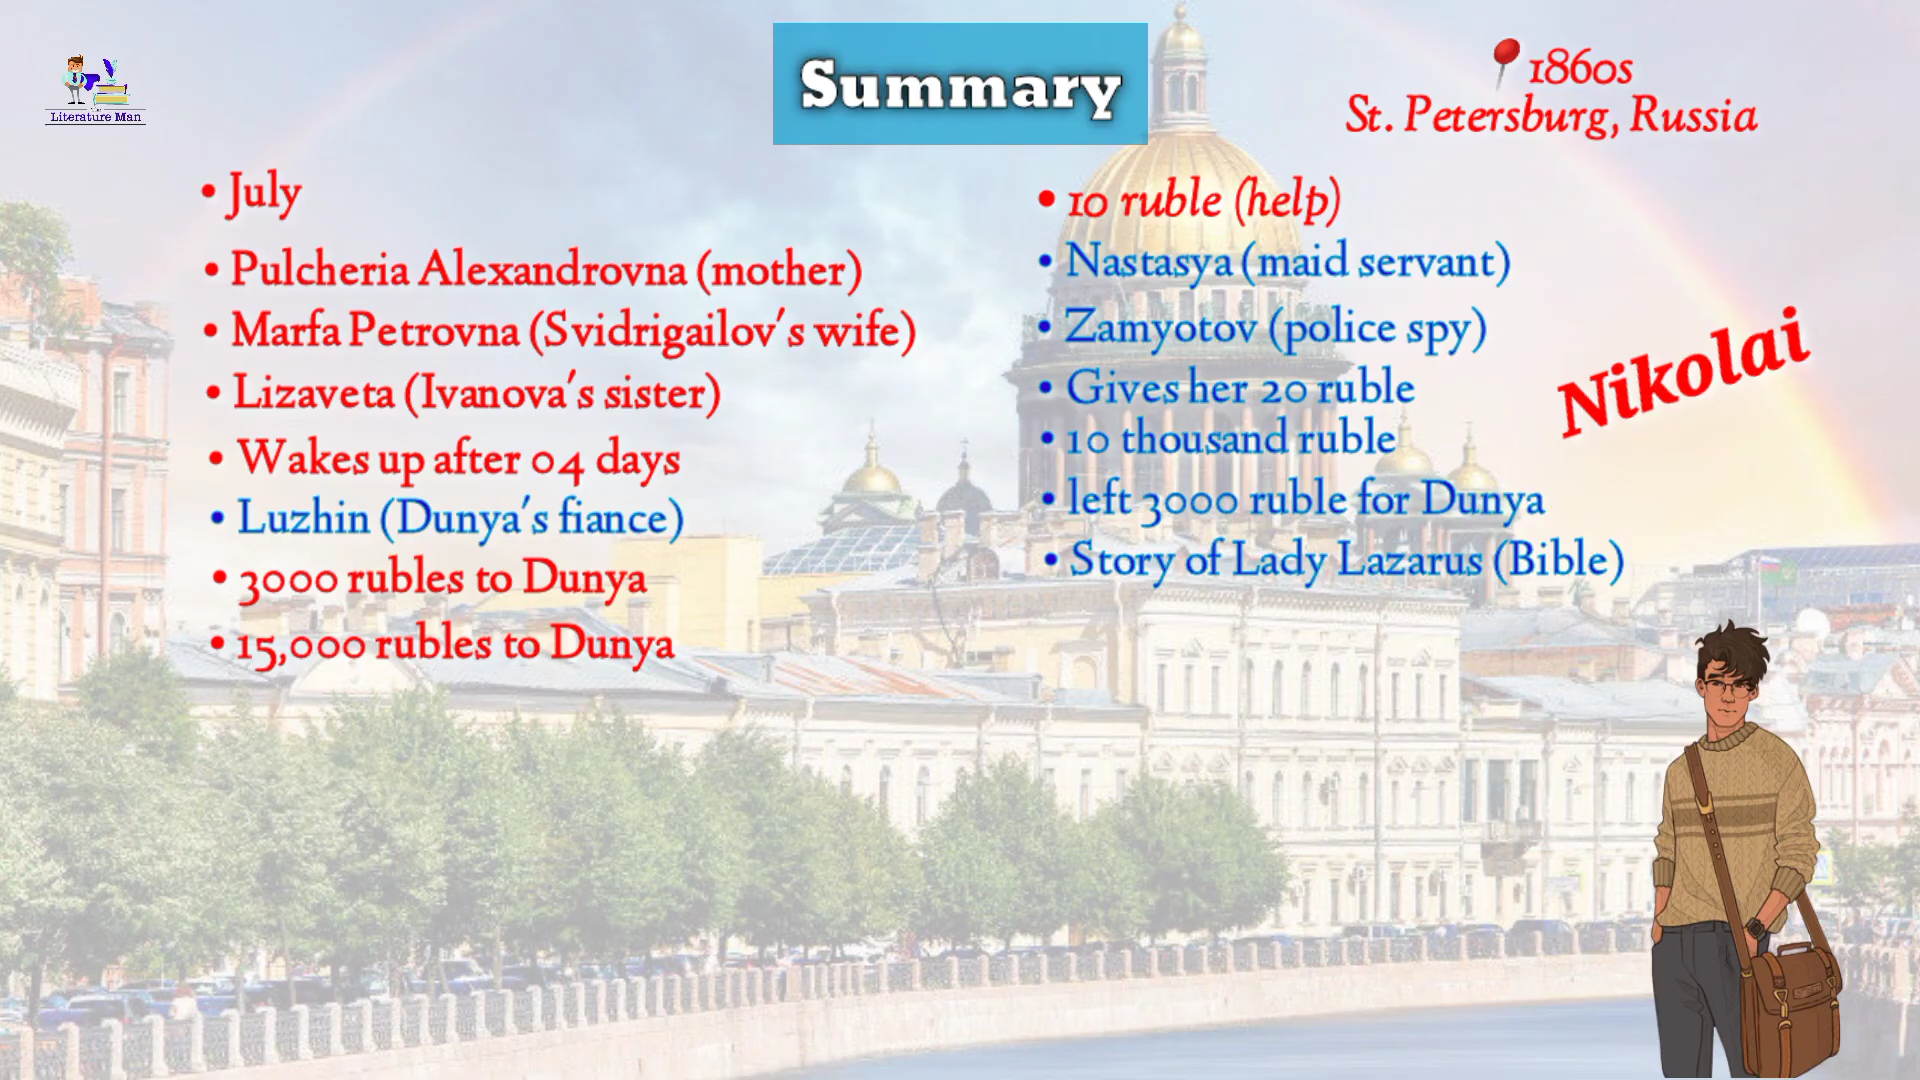 Literature Man
Summary
1860s
St. Petersburg, Russia
• July
• Pulcheria Alexandrovna (mother)
• Marfa Petrovna (Svidrigailov's wife)
• Lizaveta (Ivanova's sister)
• Wakes up after 04 days
• Luzhin (Dunya's fiance)
• 3000 rubles to Dunya
• 15,000 rubles to Dunya
• 10 ruble (help)
• Nastasya (maid servant)
• Zamyotov (police spy)
• Gives her 20 ruble
• 10 thousand ruble
• left 3000 ruble for Dunya
• Story of Lady Lazarus (Bible)
Nikolai